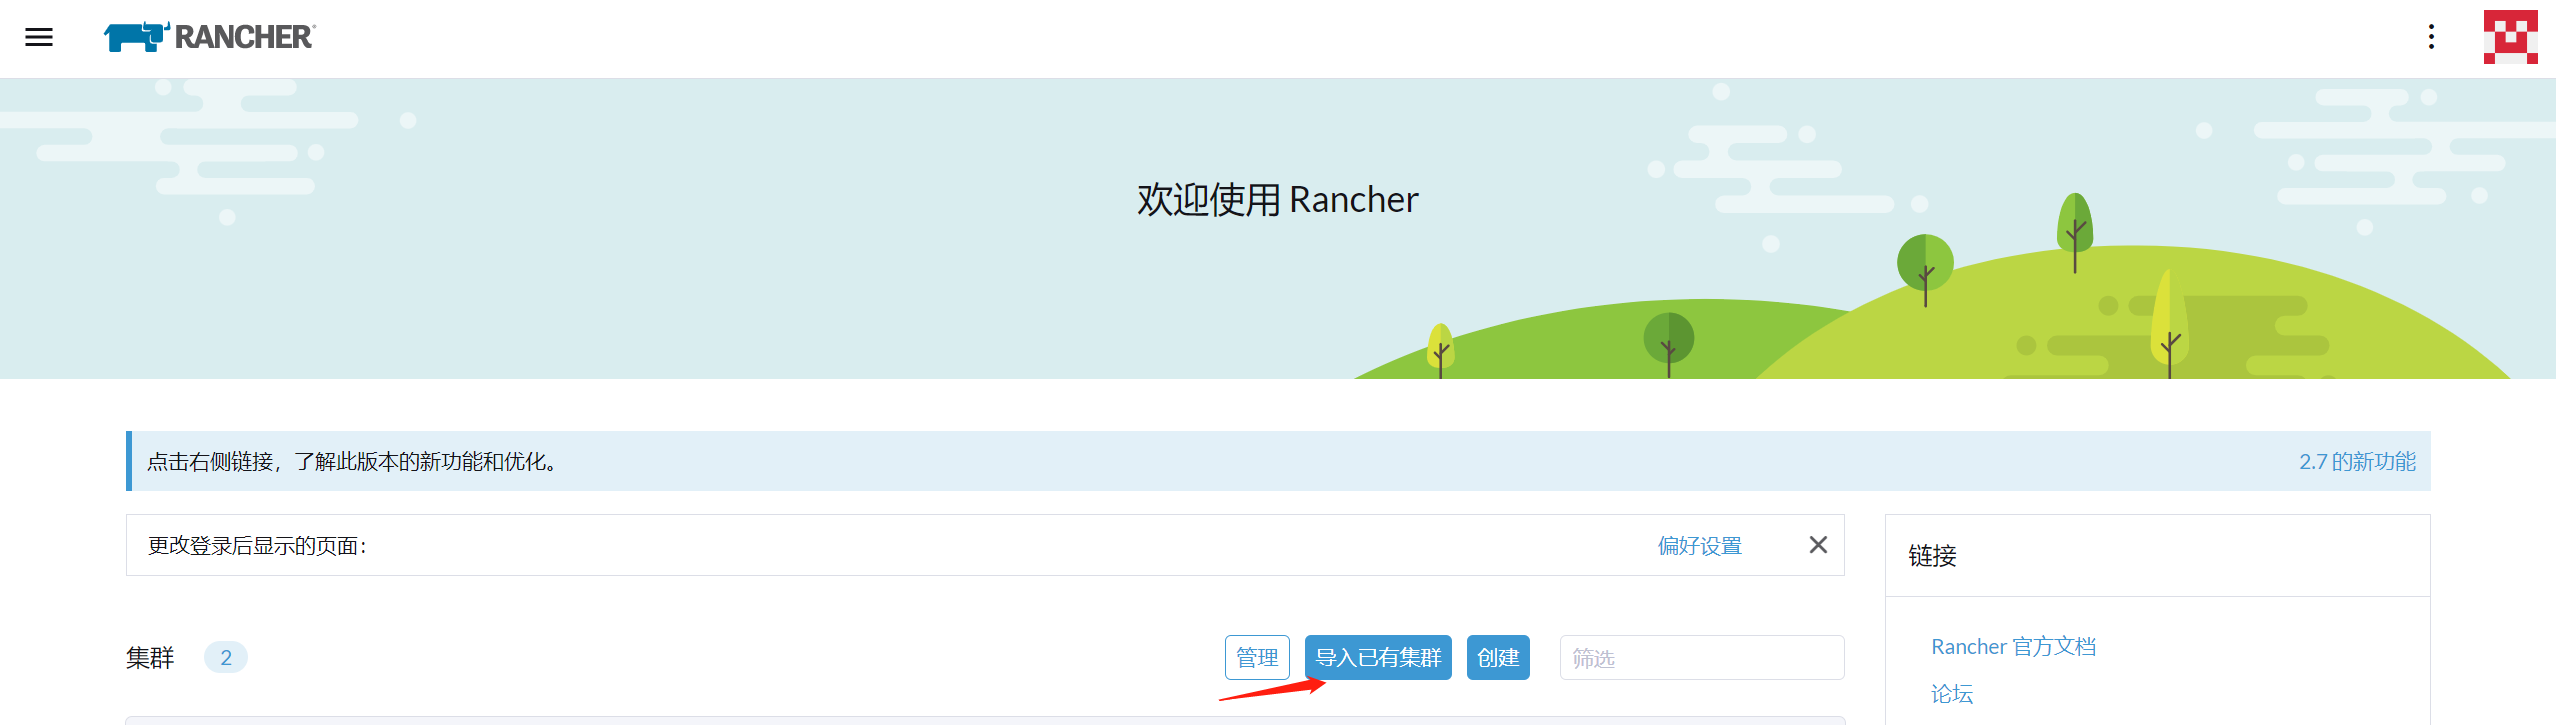 RANCHER
欢迎使用 Rancher
点击右侧链接，了解此版本的新功能和优化。
2.7 的新功能
更改登录后显示的页面：
偏好设置
链接
集群 2
管理
导入已有集群
创建
筛选
Rancher 官方文档
论坛